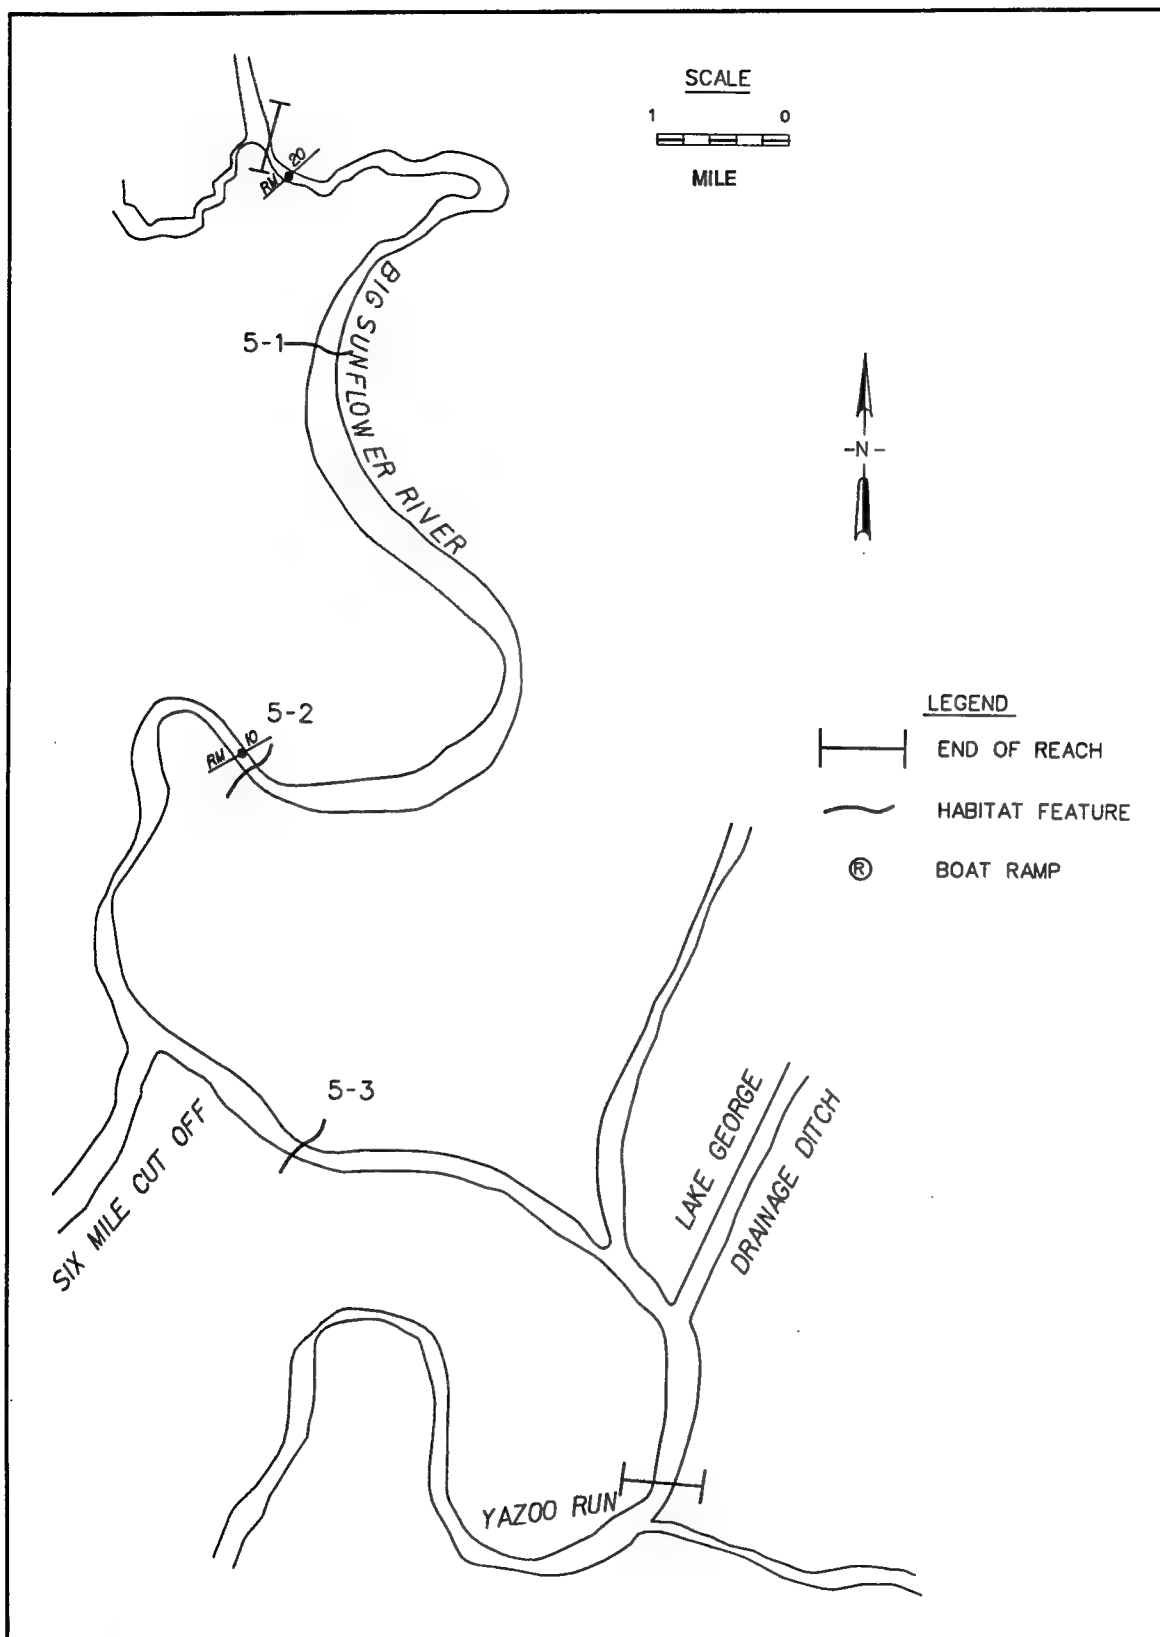 SCALE
1 0
MILE
RM 20
BIG SUNFLOWER RIVER
5-1
-N-
LEGEND
END OF REACH
HABITAT FEATURE
R BOAT RAMP
5-2
RM 10
5-3
SIX MILE CUT OFF
LAKE GEORGE
DRAINAGE DITCH
YAZOO RUN